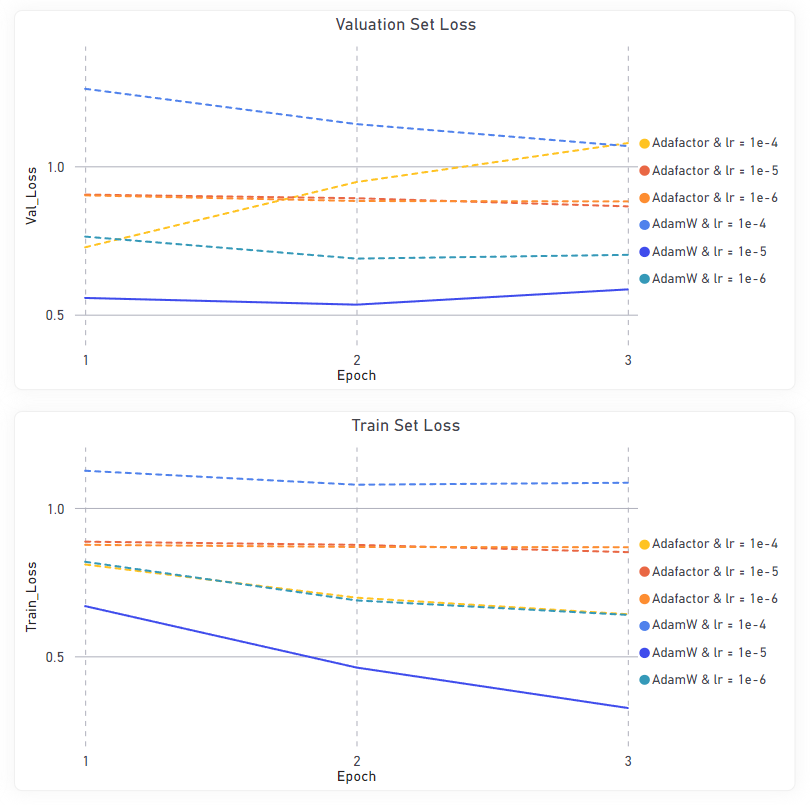 Valuation Set Loss
1.0
0.5
Val_Loss
1
2
3
Epoch
Adafactor & lr = 1e-4
Adafactor & lr = 1e-5
Adafactor & lr = 1e-6
AdamW & lr = 1e-4
AdamW & lr = 1e-5
AdamW & lr = 1e-6
Train Set Loss
1.0
0.5
Train_Loss
1
2
3
Epoch
Adafactor & lr = 1e-4
Adafactor & lr = 1e-5
Adafactor & lr = 1e-6
AdamW & lr = 1e-4
AdamW & lr = 1e-5
AdamW & lr = 1e-6